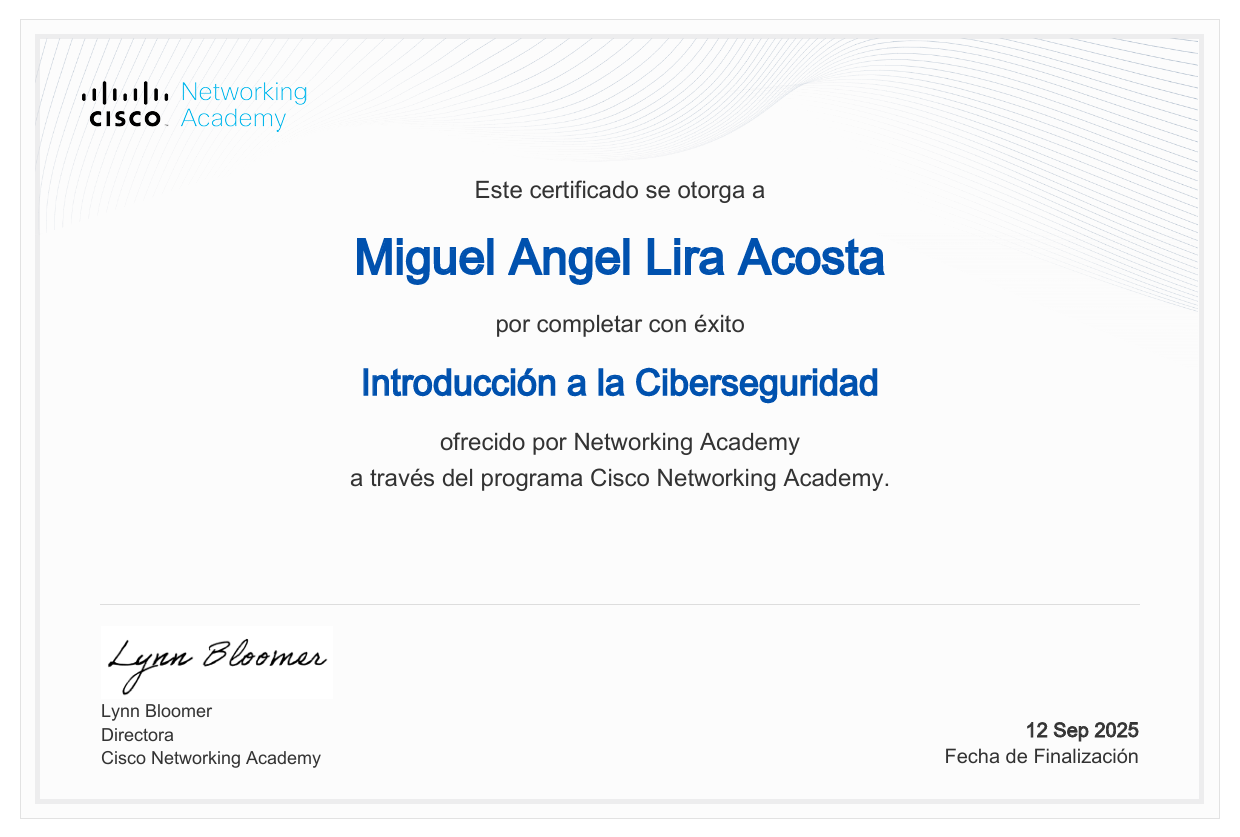 Networking
CISCO Academy
Este certificado se otorga a
Miguel Angel Lira Acosta
por completar con éxito
Introducción a la Ciberseguridad
ofrecido por Networking Academy
a través del programa Cisco Networking Academy.
Lynn Bloomer
Lynn Bloomer
Directora
Cisco Networking Academy
12 Sep 2025
Fecha de Finalización